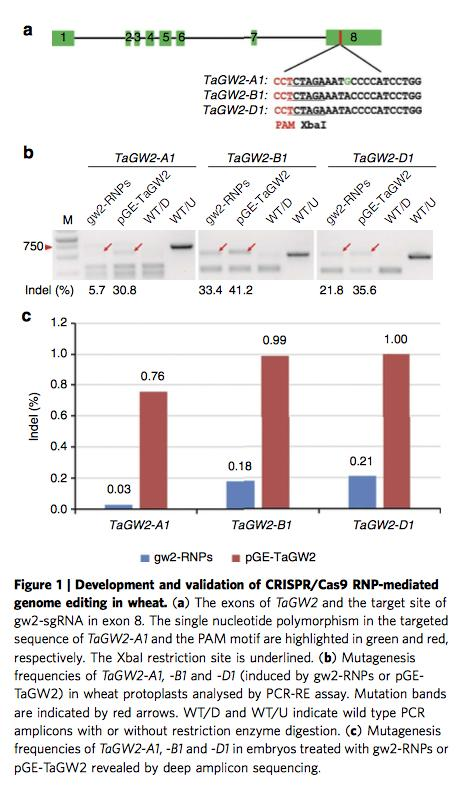 a
1 2 3 4 5 6 7 8
TaGW2-A1: CCTCTAGAAATGCCCCATCCTGG
TaGW2-B1: CCTCTAGAAATACCCCATCCTGG
TaGW2-D1: CCTCTAGAAATACCCCATCCTGG
PAM XbaI
b
TaGW2-A1 TaGW2-B1 TaGW2-D1
M gw2-RNPs pGE-TaGW2 WT/D WT/U gw2-RNPs pGE-TaGW2 WT/D WT/U gw2-RNPs pGE-TaGW2 WT/D WT/U
750
Indel (%) 5.7 30.8 33.4 41.2 21.8 35.6
c
Indel (%)
1.2
1.0
0.8
0.6
0.4
0.2
0.0
0.03 0.76 0.18 0.99 0.21 1.00
TaGW2-A1 TaGW2-B1 TaGW2-D1
gw2-RNPs pGE-TaGW2
Figure 1 | Development and validation of CRISPR/Cas9 RNP-mediated
genome editing in wheat. (a) The exons of TaGW2 and the target site of
gw2-sgRNA in exon 8. The single nucleotide polymorphism in the targeted
sequence of TaGW2-A1 and the PAM motif are highlighted in green and red,
respectively. The XbaI restriction site is underlined. (b) Mutagenesis
frequencies of TaGW2-A1, -B1 and -D1 (induced by gw2-RNPs or pGE-
TaGW2) in wheat protoplasts analysed by PCR-RE assay. Mutation bands
are indicated by red arrows. WT/D and WT/U indicate wild type PCR
amplicons with or without restriction enzyme digestion. (c) Mutagenesis
frequencies of TaGW2-A1, -B1 and -D1 in embryos treated with gw2-RNPs or
pGE-TaGW2 revealed by deep amplicon sequencing.